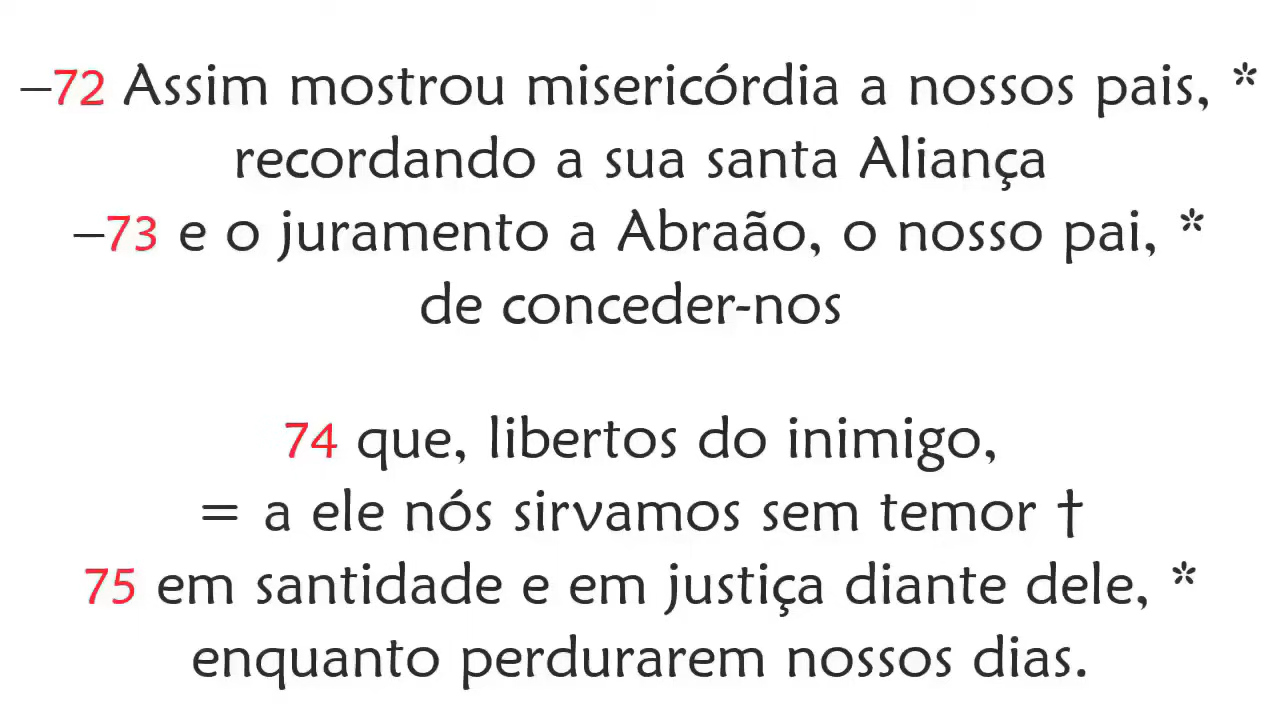 –72 Assim mostrou misericórdia a nossos pais, *
recordando a sua santa Aliança
–73 e o juramento a Abraão, o nosso pai, *
de conceder-nos
74 que, libertos do inimigo,
= a ele nós sirvamos sem temor †
75 em santidade e em justiça diante dele, *
enquanto perdurarem nossos dias.